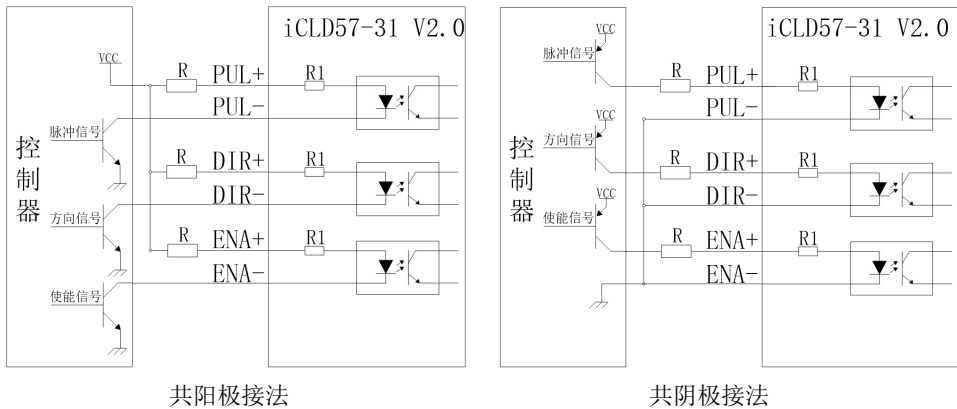 iCLD57-31 V2.0
VCC
R
PUL+
R1
PUL-
脉冲信号
控制器
R
DIR+
R1
DIR-
方向信号
R
ENA+
R1
ENA-
使能信号
共阳极接法
iCLD57-31 V2.0
VCC
脉冲信号
R
PUL+
R1
PUL-
VCC
方向信号
控制器
R
DIR+
R1
DIR-
VCC
使能信号
R
ENA+
R1
ENA-
共阴极接法